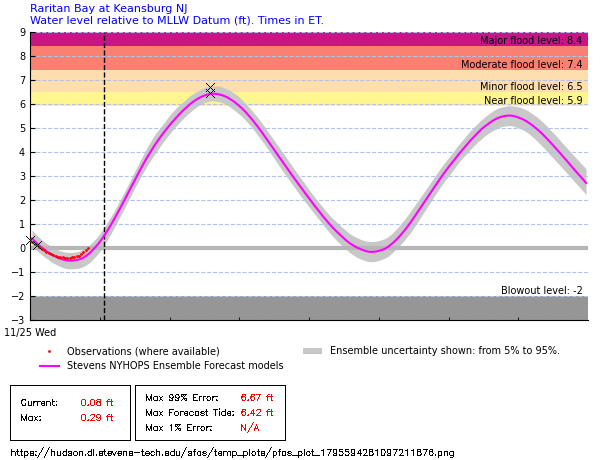 Raritan Bay at Keansburg NJ
Water level relative to MLLW Datum (ft). Times in ET.
9
Major flood level: 8.4
8
Moderate flood level: 7.4
7
Minor flood level: 6.5
6
Near flood level: 5.9
5
4
3
2
1
0
−1
−2
Blowout level: -2
−3
11/25 Wed
Observations (where available)
Ensemble uncertainty shown: from 5% to 95%.
Stevens NYHOPS Ensemble Forecast models
Current: 0.08 ft
Max: 0.29 ft
Max 99% Error: 6.67 ft
Max Forecast Tide: 6.42 ft
Max 1% Error: N/A
https://hudson.dl.stevens-tech.edu/sfas/temp_plots/pfas_plot_1795594281097211876.png